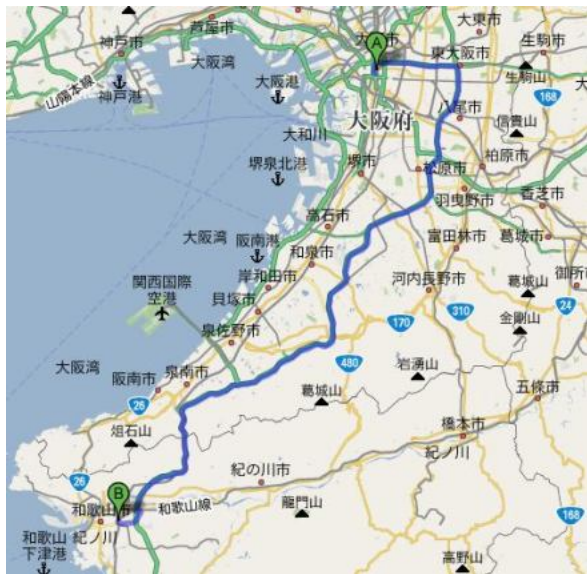 芦屋市
神戸市
大阪湾
山陽本線
神戸港
大阪港
A
東大阪市
大東市
生駒市
生駒山
168
八尾市
大阪府
信貴山
大和川
堺泉北港
堺市
松原市
柏原市
羽曳野市
香芝市
高石市
大阪湾
阪南港
和泉市
富田林市
葛城市
岸和田市
御所市
関西国際
空港
貝塚市
河内長野市
葛城山
24
310
金剛山
泉佐野市
170
480
岩湧山
大阪湾
阪南市
泉南市
26
葛城山
五條市
俎石山
橋本市
紀ノ川
紀の川市
26
B
和歌山市
和歌山線
龍門山
168
和歌山
下津港
紀ノ川
高野山